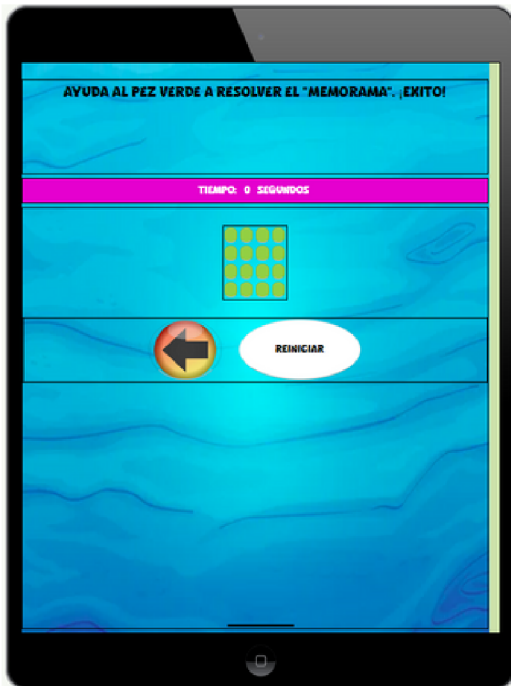 AYUDA AL PEZ VERDE A RESOLVER EL "MEMORAMA". ¡EXITO!
TIEMPO: 0 SEGUNDOS
REINICIAR